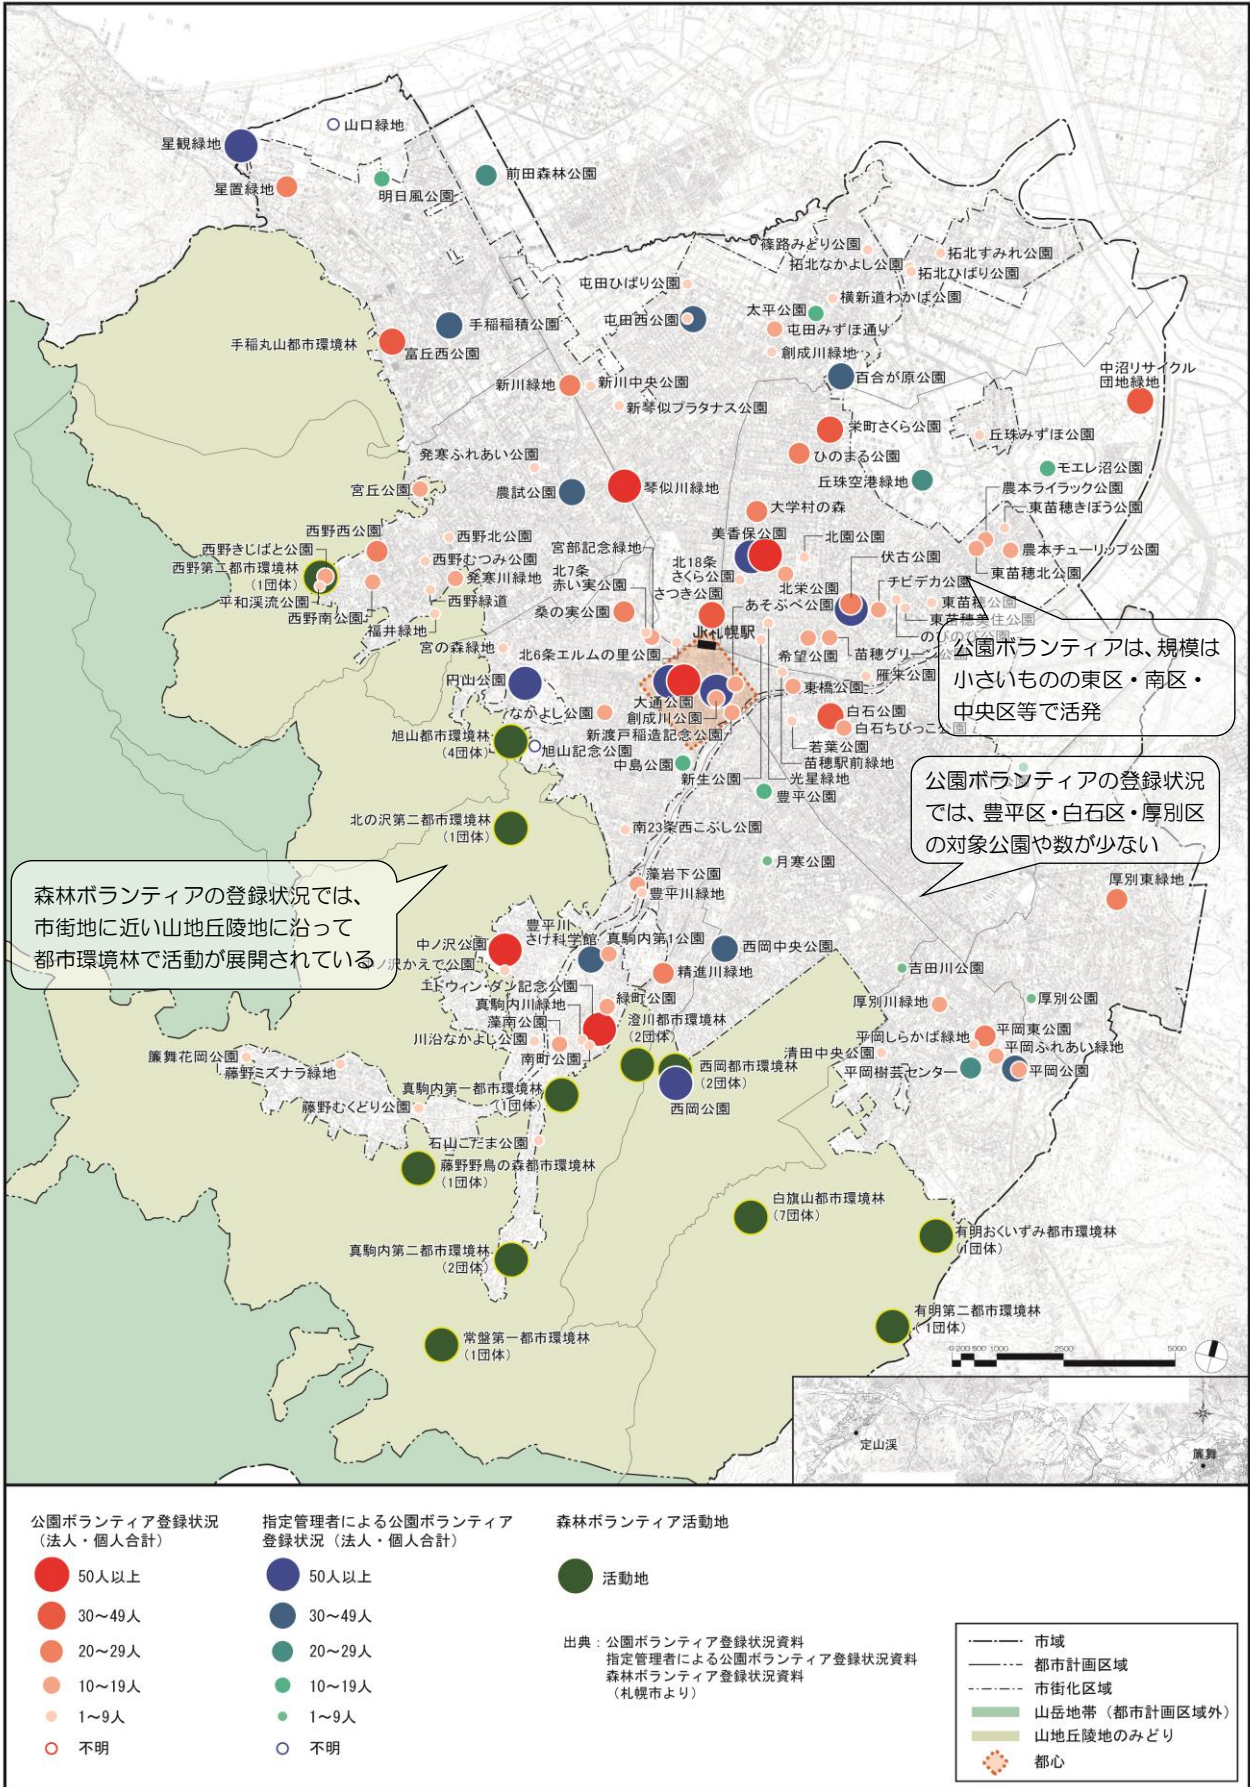 星観緑地
山口緑地
星置緑地
明日風公園
前田森林公園
篠路みどり公園
拓北なかよし公園
拓北すみれ公園
拓北ひばり公園
屯田ひばり公園
横新道わかば公園
太平公園
屯田西公園
屯田みずほ通り
手稲稲積公園
創成川緑地
手稲丸山都市環境林
富丘西公園
百合が原公園
中沼リサイクル
団地緑地
新川緑地
新川中央公園
新琴似プラタナス公園
栄町さくら公園
丘珠みずほ公園
ひのまる公園
発寒ふれあい公園
モエレ沼公園
丘珠空港緑地
宮丘公園
農試公園
琴似川緑地
農本ライラック公園
東苗穂きぼう公園
大学村の森
美香保公園
北園公園
西野西公園
西野北公園
宮部記念緑地
伏古公園
農本チューリップ公園
西野きじばと公園
西野第二都市環境林
(1団体)
西野むつみ公園
北7条
赤い実公園
北18条
さくら公園
さつき公園
東苗穂北公園
発寒川緑地
北栄公園
チビデカ公園
平和渓流公園
西野緑道
桑の実公園
あそぶべ公園
東苗穂公園
東苗穂美住公園
西野南公園
福井緑地
JR札幌駅
のびのび公園
宮の森緑地
北6条エルムの里公園
希望公園
苗穂グリーン公園
公園ボランティアは、規模は
小さいものの東区・南区・
中央区等で活発
円山公園
大通公園
東橋公園
雁来公園
なかよし公園
創成川公園
白石公園
新渡戸稲造記念公園
白石ちびっこ公園
旭山都市環境林
(4団体)
旭山記念公園
若葉公園
中島公園
苗穂駅前緑地
新生公園
光星緑地
豊平公園
公園ボランティアの登録状況
では、豊平区・白石区・厚別区
の対象公園や数が少ない
北の沢第二都市環境林
(1団体)
南23条西こぶし公園
月寒公園
森林ボランティアの登録状況では、
市街地に近い山地丘陵地に沿って
都市環境林で活動が展開されている
藻岩下公園
豊平川緑地
厚別東緑地
中ノ沢公園
豊平川
さけ科学館
真駒内第1公園
西岡中央公園
中ノ沢かえで公園
精進川緑地
吉田川公園
エドウィン・ダン記念公園
緑町公園
厚別川緑地
厚別公園
真駒内川緑地
藻南公園
澄川都市環境林
(2団体)
平岡しらかば緑地
平岡東公園
川沿なかよし公園
平岡ふれあい緑地
簾舞花岡公園
南町公園
清田中央公園
藤野ミズナラ緑地
西岡都市環境林
(2団体)
平岡樹芸センター
平岡公園
真駒内第一都市環境林
(1団体)
藤野むくどり公園
西岡公園
石山こだま公園
藤野野鳥の森都市環境林
(1団体)
白旗山都市環境林
(7団体)
有明おくいずみ都市環境林
(1団体)
真駒内第二都市環境林
(2団体)
有明第二都市環境林
(1団体)
常盤第一都市環境林
(1団体)
0 200 500 1000 2500 5000
定山渓
簾舞
公園ボランティア登録状況
(法人・個人合計)
50人以上
30～49人
20～29人
10～19人
1～9人
不明
指定管理者による公園ボランティア
登録状況(法人・個人合計)
50人以上
30～49人
20～29人
10～19人
1～9人
不明
森林ボランティア活動地
活動地
出典：公園ボランティア登録状況資料
指定管理者による公園ボランティア登録状況資料
森林ボランティア登録状況資料
(札幌市より)
市域
都市計画区域
市街化区域
山岳地帯(都市計画区域外)
山地丘陵地のみどり
都心